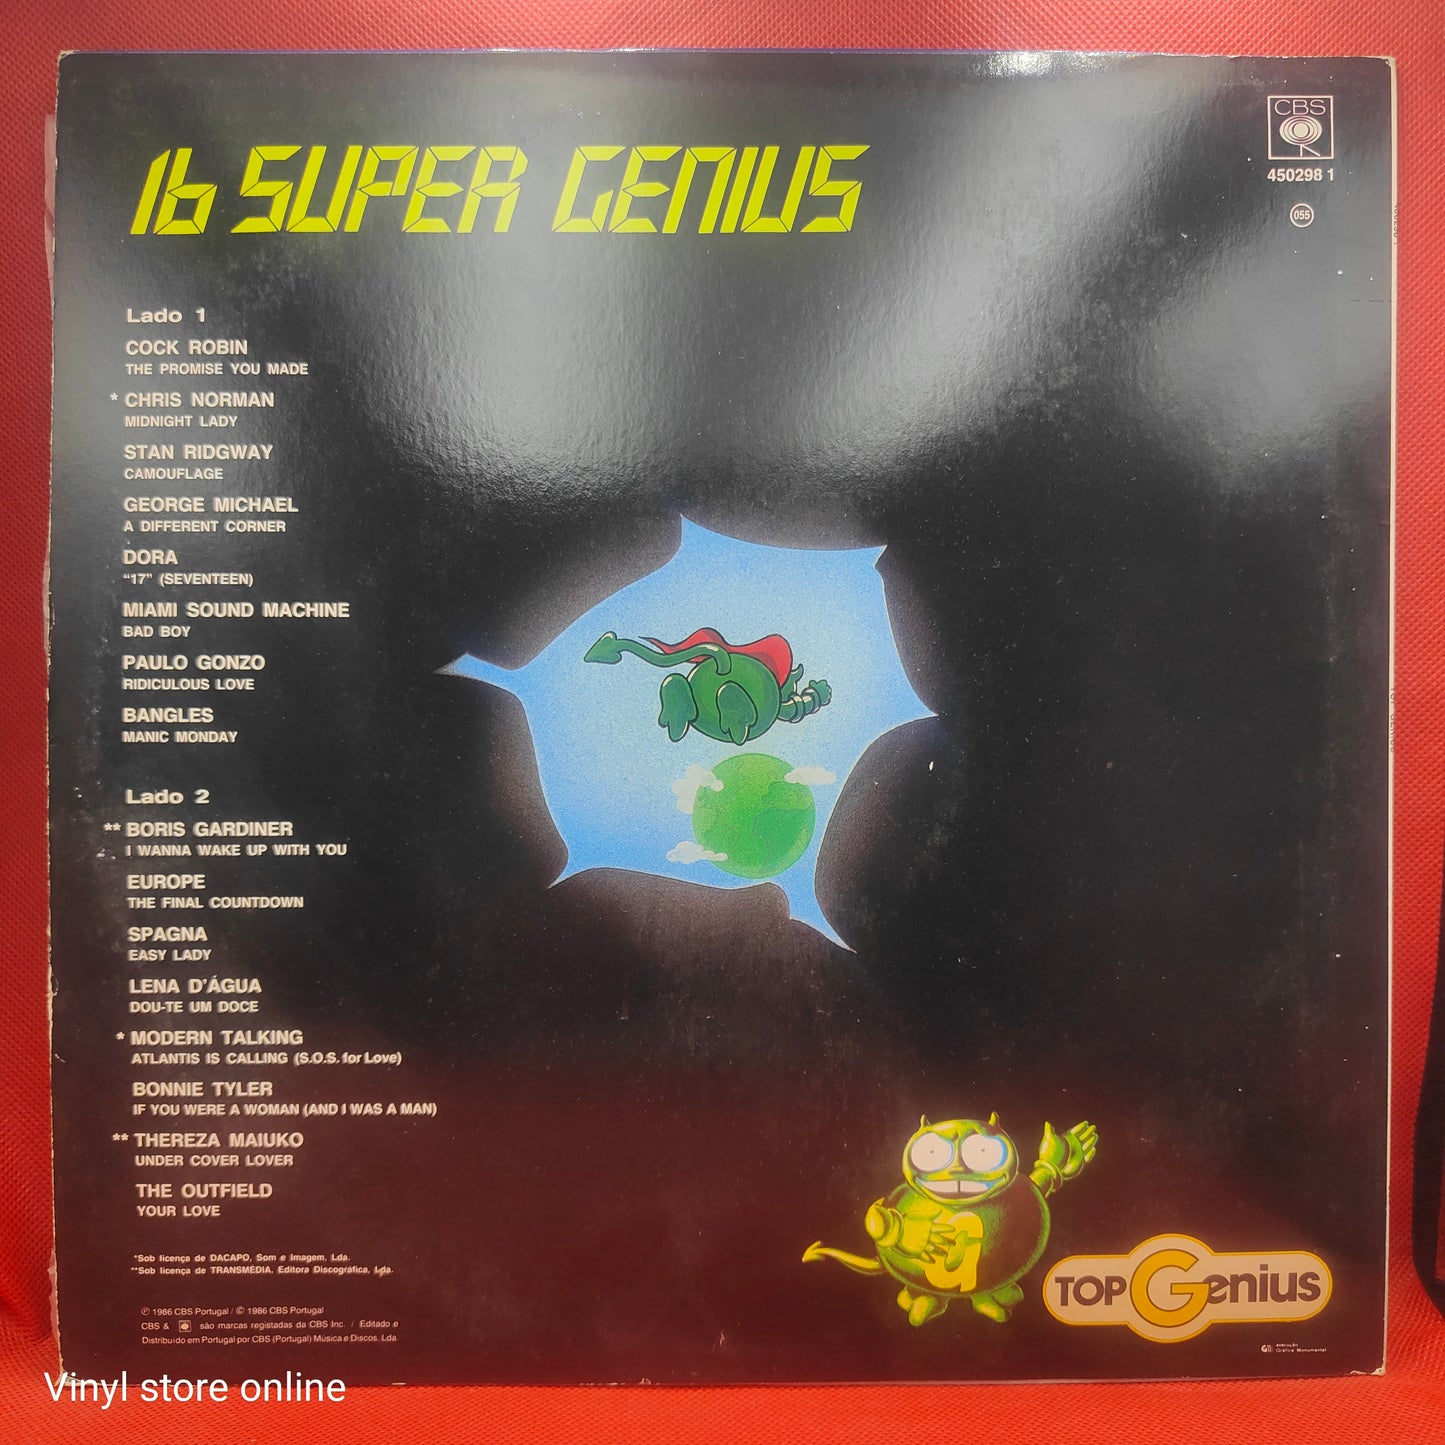 16 SUPER GENIUS
CBS
450298 1
055
Lado 1
COCK ROBIN
THE PROMISE YOU MADE
* CHRIS NORMAN
MIDNIGHT LADY
STAN RIDGWAY
CAMOUFLAGE
GEORGE MICHAEL
A DIFFERENT CORNER
DORA
“17” (SEVENTEEN)
MIAMI SOUND MACHINE
BAD BOY
PAULO GONZO
RIDICULOUS LOVE
BANGLES
MANIC MONDAY
Lado 2
** BORIS GARDINER
I WANNA WAKE UP WITH YOU
EUROPE
THE FINAL COUNTDOWN
SPAGNA
EASY LADY
LENA D'ÁGUA
DOU-TE UM DOCE
* MODERN TALKING
ATLANTIS IS CALLING (S.O.S. for Love)
BONNIE TYLER
IF YOU WERE A WOMAN (AND I WAS A MAN)
** THEREZA MAIUKO
UNDER COVER LOVER
THE OUTFIELD
YOUR LOVE
*Sob licença de DACAPO, Som e Imagem, Lda.
**Sob licença de TRANSMÉDIA, Editora Discográfica, Lda.
℗ 1986 CBS Portugal / © 1986 CBS Portugal
CBS & são marcas registadas da CBS Inc. / Editado e
Distribuido em Portugal por CBS (Portugal) Música e Discos, Lda.
G
TOP Genius
execução
Gráfica Monumental
Vinyl store online